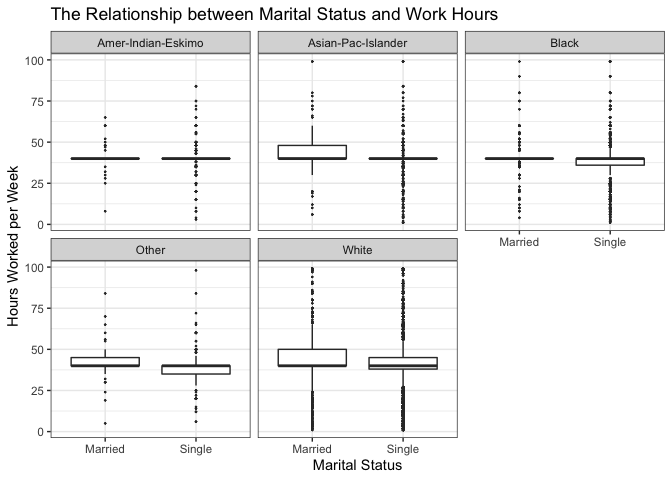 The Relationship between Marital Status and Work Hours
Amer-Indian-Eskimo
Asian-Pac-Islander
Black
100
75
50
25
0
Married Single
Other
White
100
75
50
25
0
Married Single
Married Single
Hours Worked per Week
Marital Status